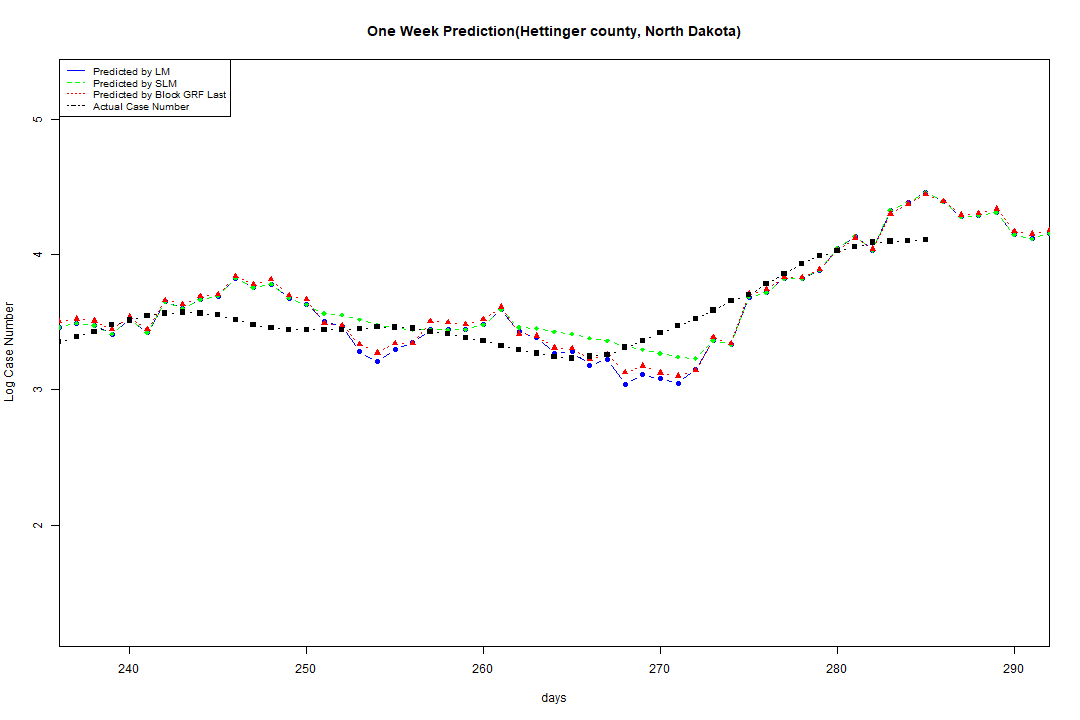 One Week Prediction(Hettinger county, North Dakota)
Predicted by LM
Predicted by SLM
Predicted by Block GRF Last
Actual Case Number
5
4
3
2
Log Case Number
240 250 260 270 280 290
days